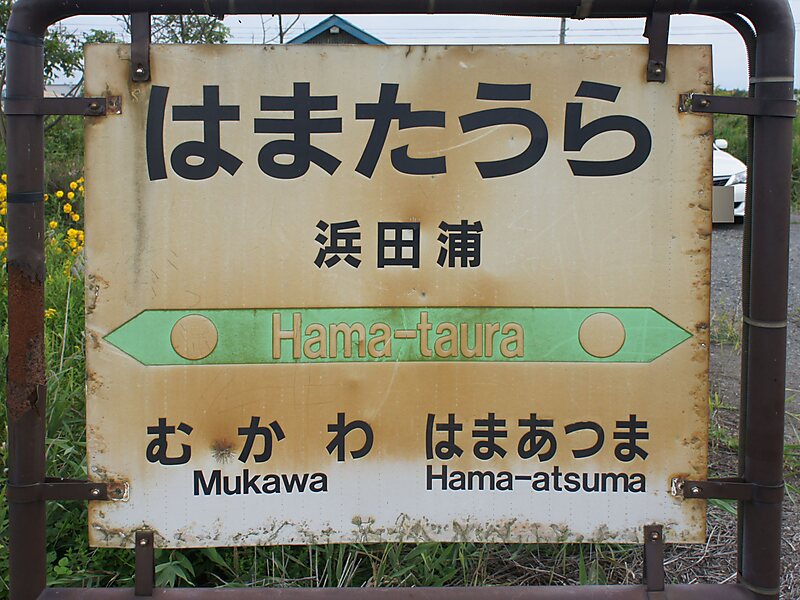 はまたうら
浜田浦
Hama-taura
むかわ はまあつま
Mukawa Hama-atsuma